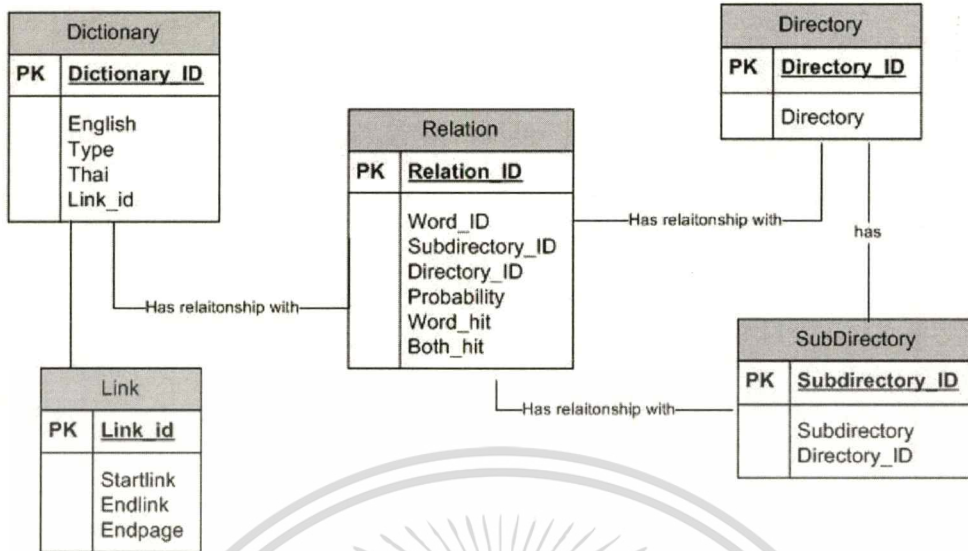 Dictionary
PK Dictionary_ID
English
Type
Thai
Link_id
Directory
PK Directory_ID
Directory
Relation
PK Relation_ID
Word_ID
Subdirectory_ID
Directory_ID
Probability
Word_hit
Both_hit
Has relaitonship with
has
Has relaitonship with
SubDirectory
PK Subdirectory_ID
Subdirectory
Directory_ID
Has relaitonship with
Link
PK Link_id
Startlink
Endlink
Endpage